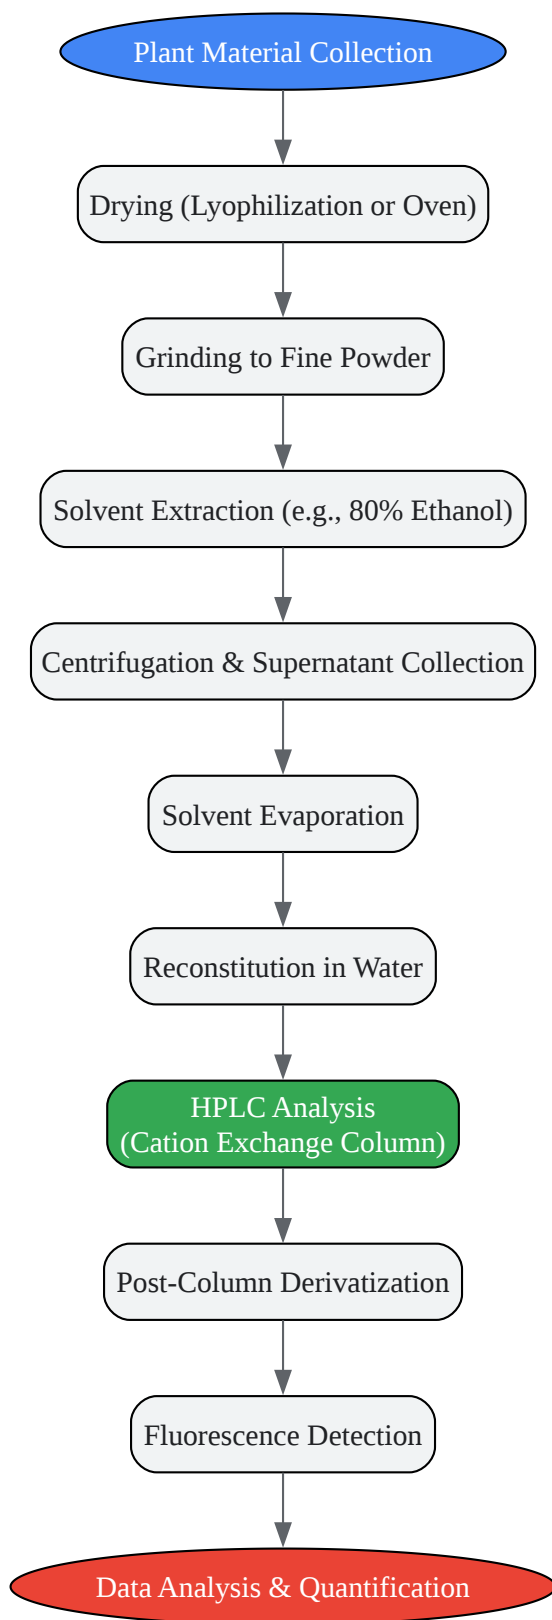 Plant Material Collection
Drying (Lyophilization or Oven)
Grinding to Fine Powder
Solvent Extraction (e.g., 80% Ethanol)
Centrifugation & Supernatant Collection
Solvent Evaporation
Reconstitution in Water
HPLC Analysis
(Cation Exchange Column)
Post-Column Derivatization
Fluorescence Detection
Data Analysis & Quantification